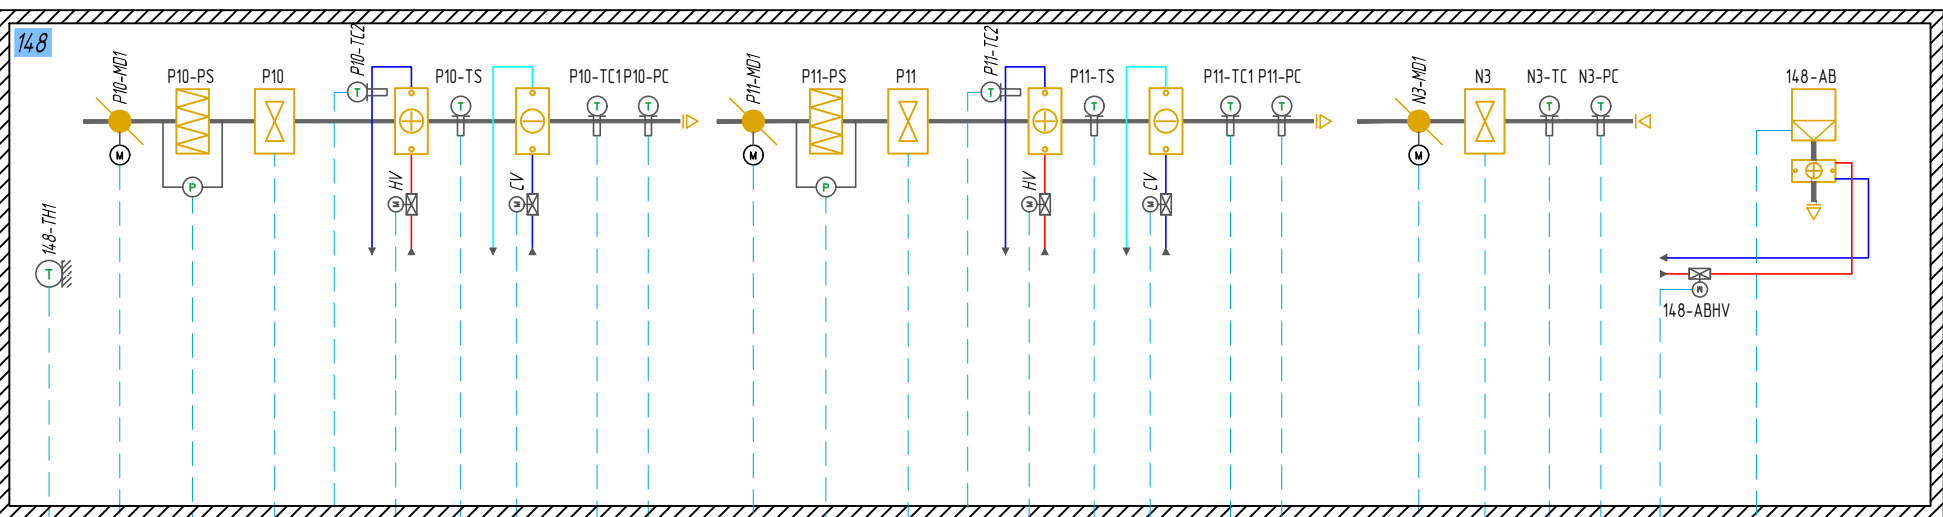 148
P10-MD1
P10-PS
P10
P10-TC2
P10-TS
P10-TC1
P10-PC
P11-MD1
P11-PS
P11
P11-TC2
P11-TS
P11-TC1
P11-PC
N3-MD1
N3
N3-TC
N3-PC
148-AB
T
T
T
T
T
T
T
T
T
T
M
M
M
P
P
HV
M
CV
M
HV
M
CV
M
148-TH1
T
M
148-ABHV